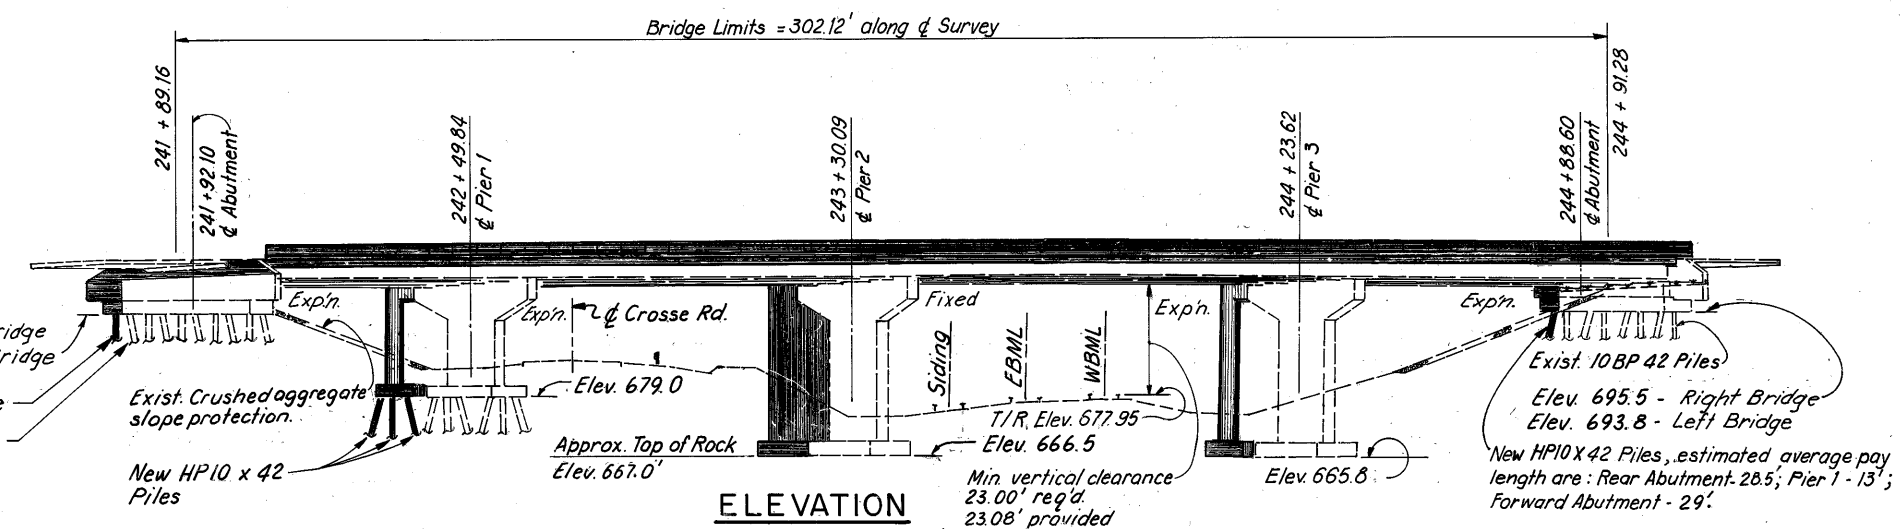 Bridge Limits = 302.12' along ₵ Survey
241 + 89.16
241 + 92.10
₵ Abutment
242 + 49.84
₵ Pier 1
243 + 30.09
₵ Pier 2
244 + 23.62
₵ Pier 3
244 + 88.60
₵ Abutment
244 + 91.28
Exp'n.
Exp'n.
₵ Crosse Rd.
Fixed
Exp'n.
Exp'n.
Siding
EBML
WBML
ridge
ridge
Exist. Crushed aggregate
slope protection.
New HP10 x 42
Piles
Elev. 679.0
Approx. Top of Rock
Elev. 667.0'
T/R Elev. 677.95
Elev. 666.5
Min. vertical clearance
23.00' req'd.
23.08' provided
Elev. 665.8
Exist. 10 BP 42 Piles
Elev. 695.5 - Right Bridge
Elev. 693.8 - Left Bridge
New HP10 X 42 Piles, estimated average pay
length are : Rear Abutment - 28.5'; Pier 1 - 13';
Forward Abutment - 29'.
ELEVATION